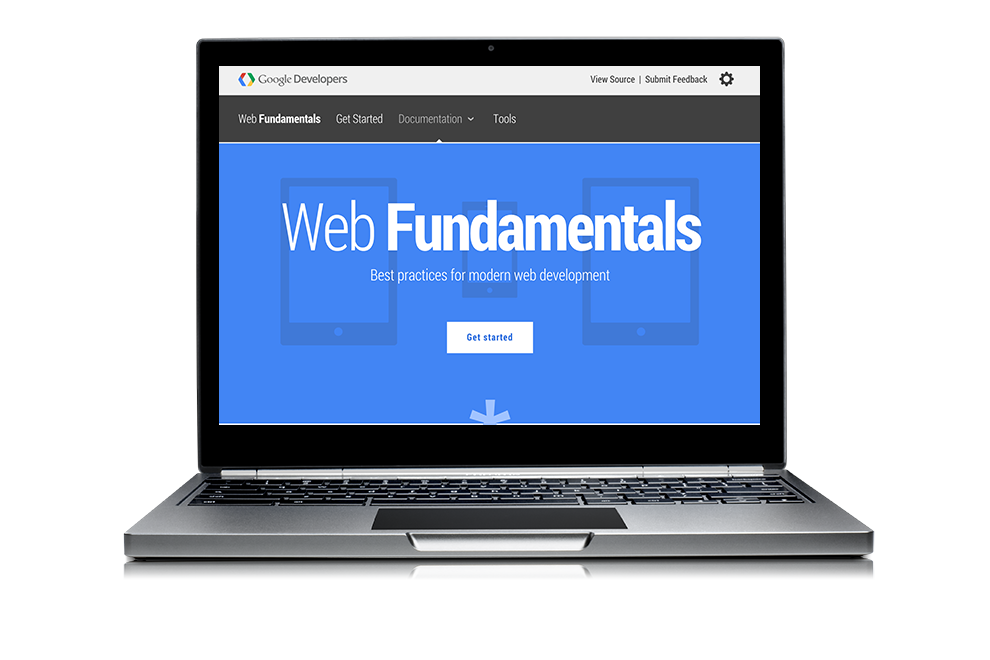 Google Developers
View Source | Submit Feedback
Web Fundamentals Get Started Documentation Tools
Web Fundamentals
Best practices for modern web development
Get started